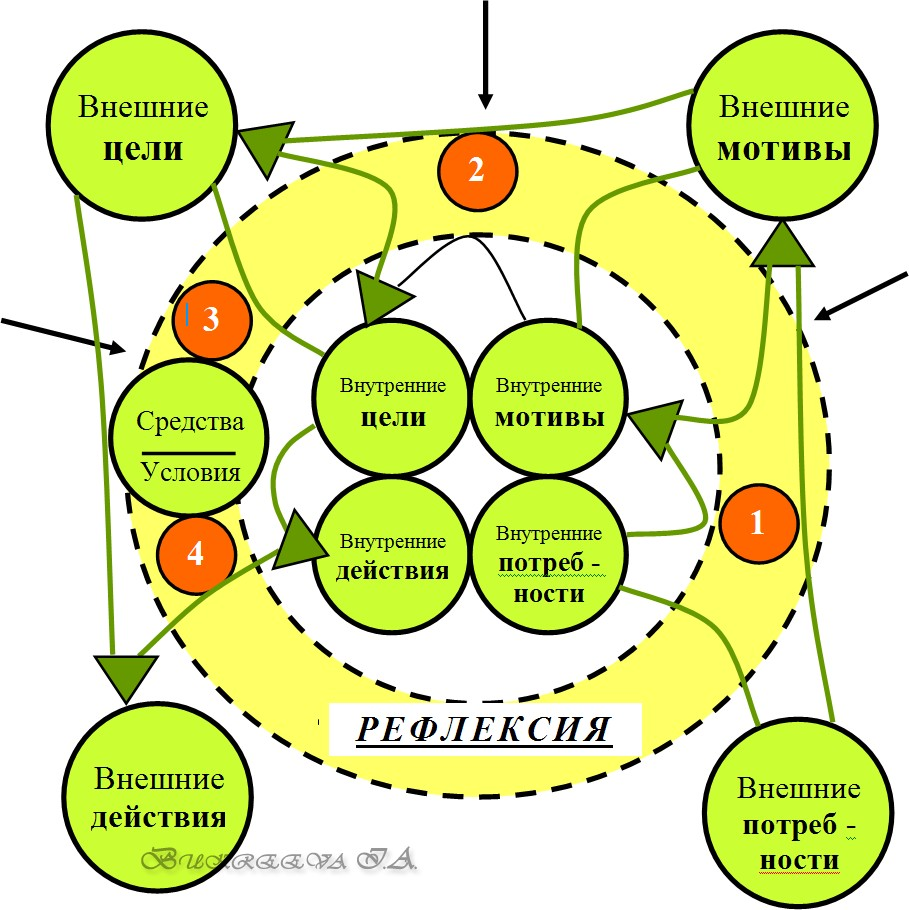 Внешние
цели
Внешние
мотивы
2
3
Средства
Условия
4
Внутренние
цели
Внутренние
мотивы
Внутренние
действия
Внутренние
потреб -
ности
1
РЕФЛЕКСИЯ
Внешние
действия
Внешние
потреб -
ности
BUKREEVA I.A.